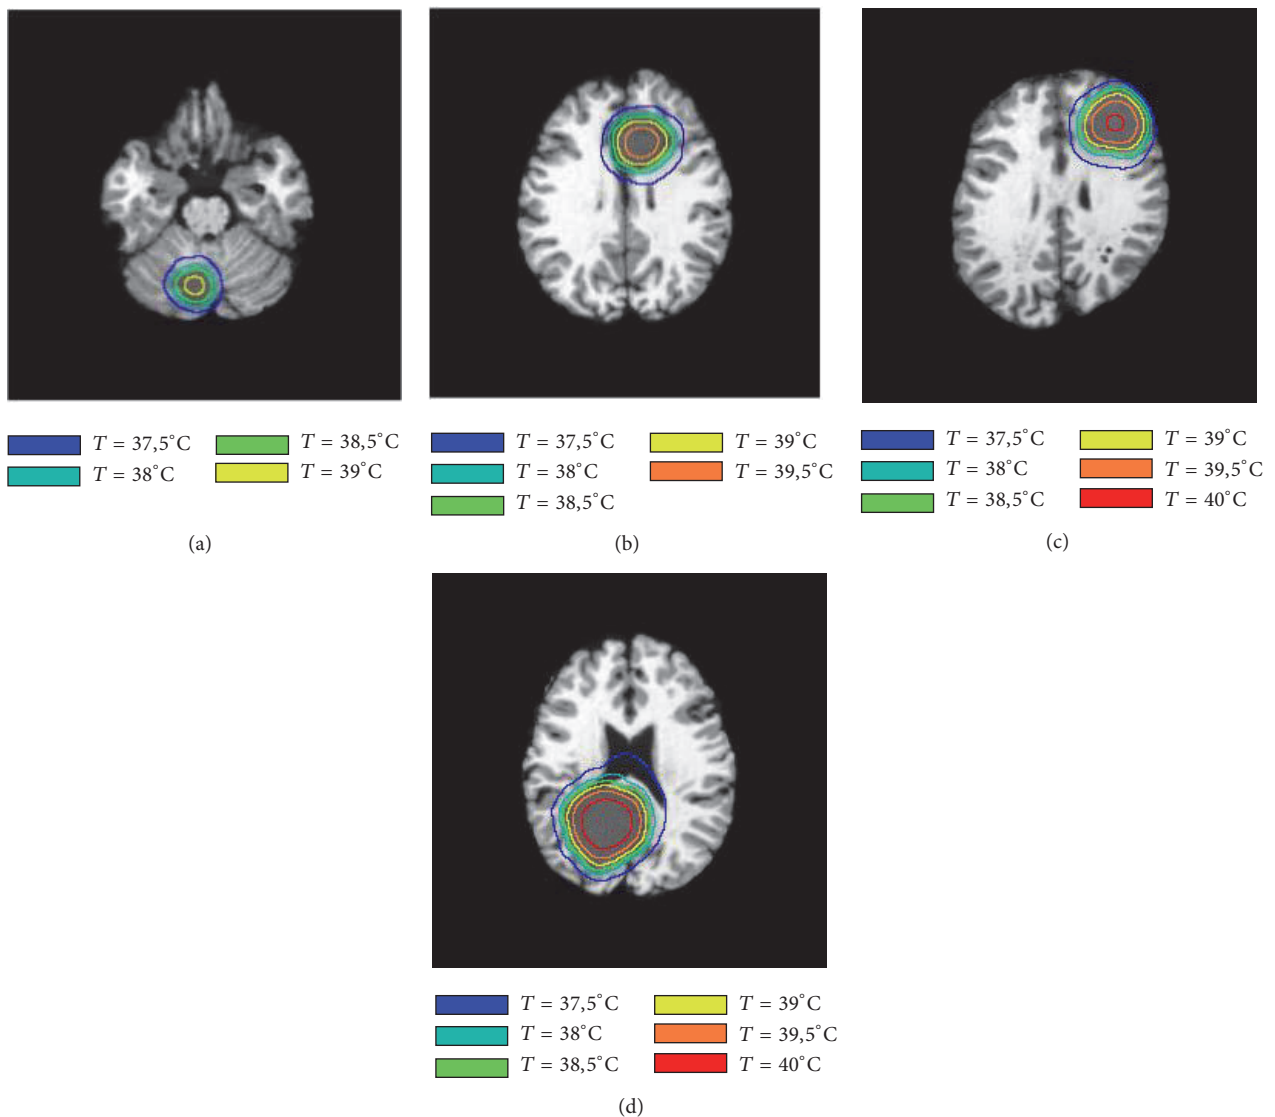 T = 37,5°C
T = 38,5°C
T = 38°C
T = 39°C
(a)
T = 37,5°C
T = 39°C
T = 38°C
T = 39,5°C
T = 38,5°C
(b)
T = 37,5°C
T = 39°C
T = 38°C
T = 39,5°C
T = 38,5°C
T = 40°C
(c)
T = 37,5°C
T = 39°C
T = 38°C
T = 39,5°C
T = 38,5°C
T = 40°C
(d)